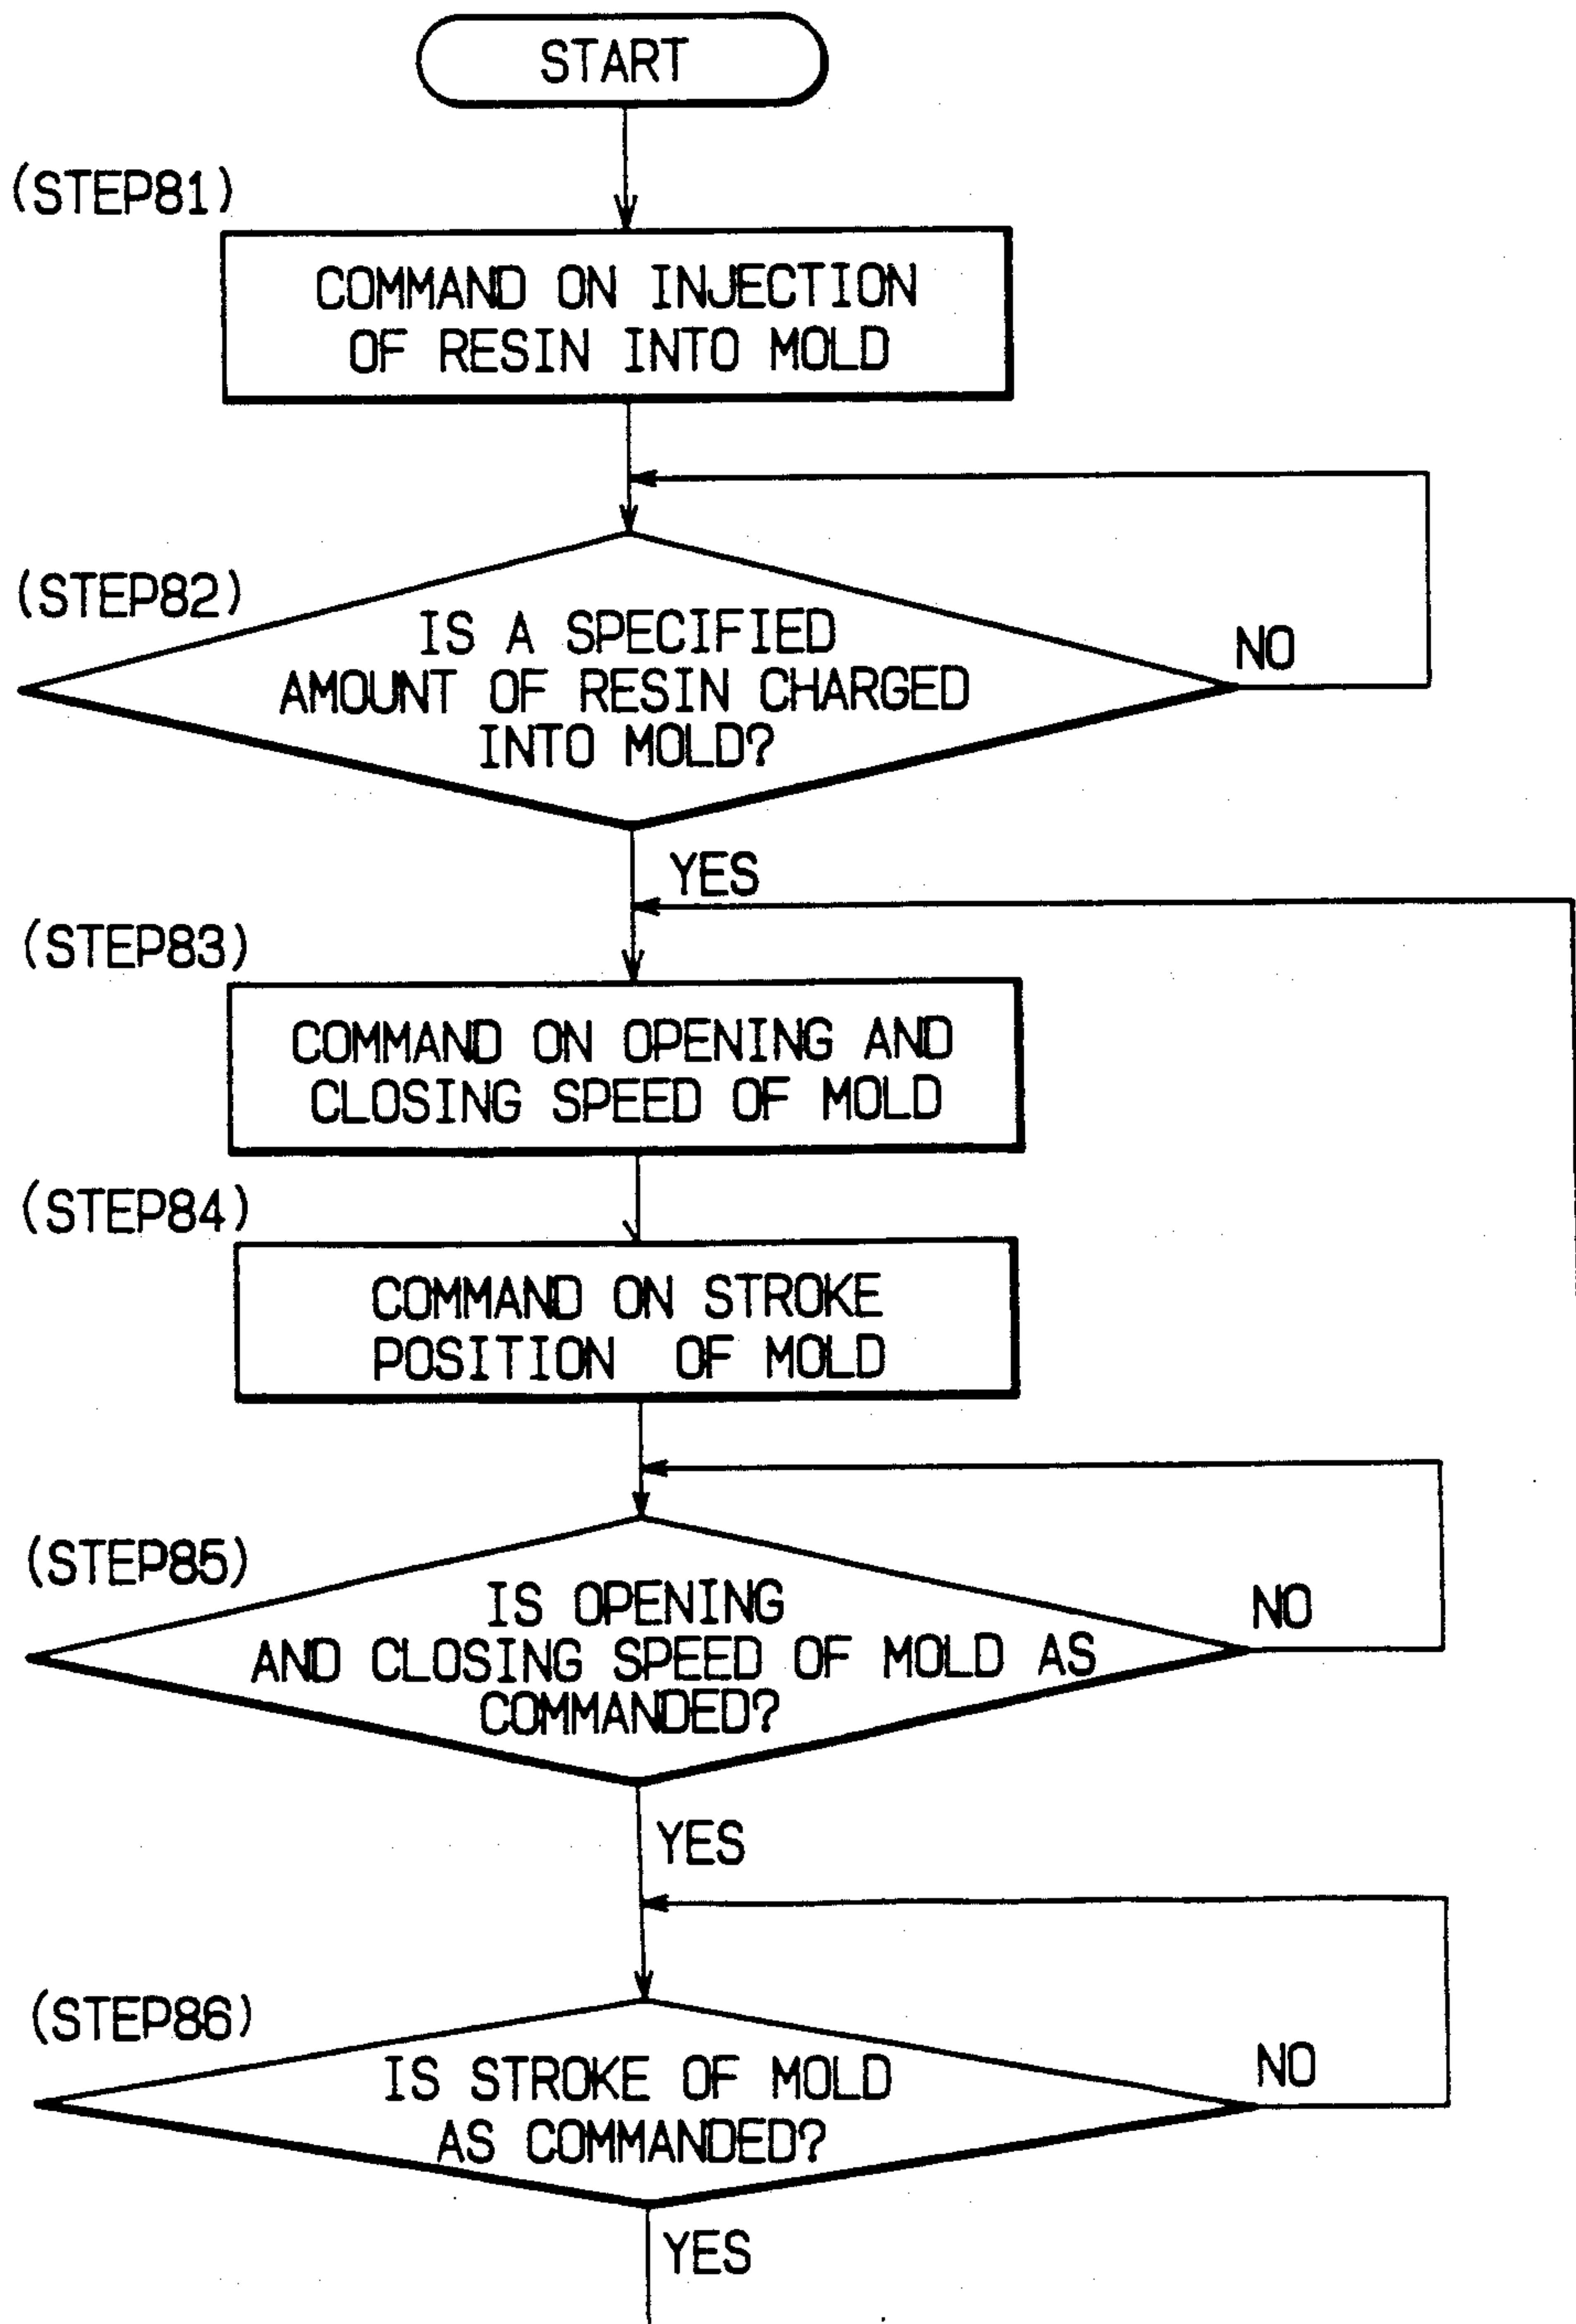 START
(STEP81)
COMMAND ON INJECTION
OF RESIN INTO MOLD
(STEP82)
IS A SPECIFIED
AMOUNT OF RESIN CHARGED
INTO MOLD?
NO
YES
(STEP83)
COMMAND ON OPENING AND
CLOSING SPEED OF MOLD
(STEP84)
COMMAND ON STROKE
POSITION OF MOLD
(STEP85)
IS OPENING
AND CLOSING SPEED OF MOLD AS
COMMANDED?
NO
YES
(STEP86)
IS STROKE OF MOLD
AS COMMANDED?
NO
YES